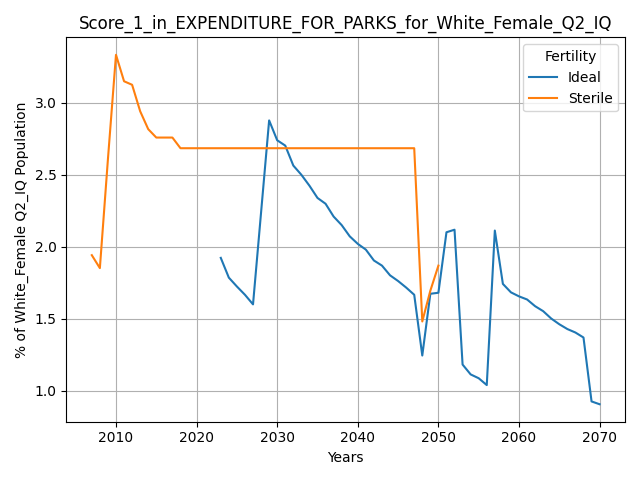 Score_1_in_EXPENDITURE_FOR_PARKS_for_White_Female_Q2_IQ
Fertility
Ideal
Sterile
% of White_Female Q2_IQ Population
3.0
2.5
2.0
1.5
1.0
2010 2020 2030 2040 2050 2060 2070
Years